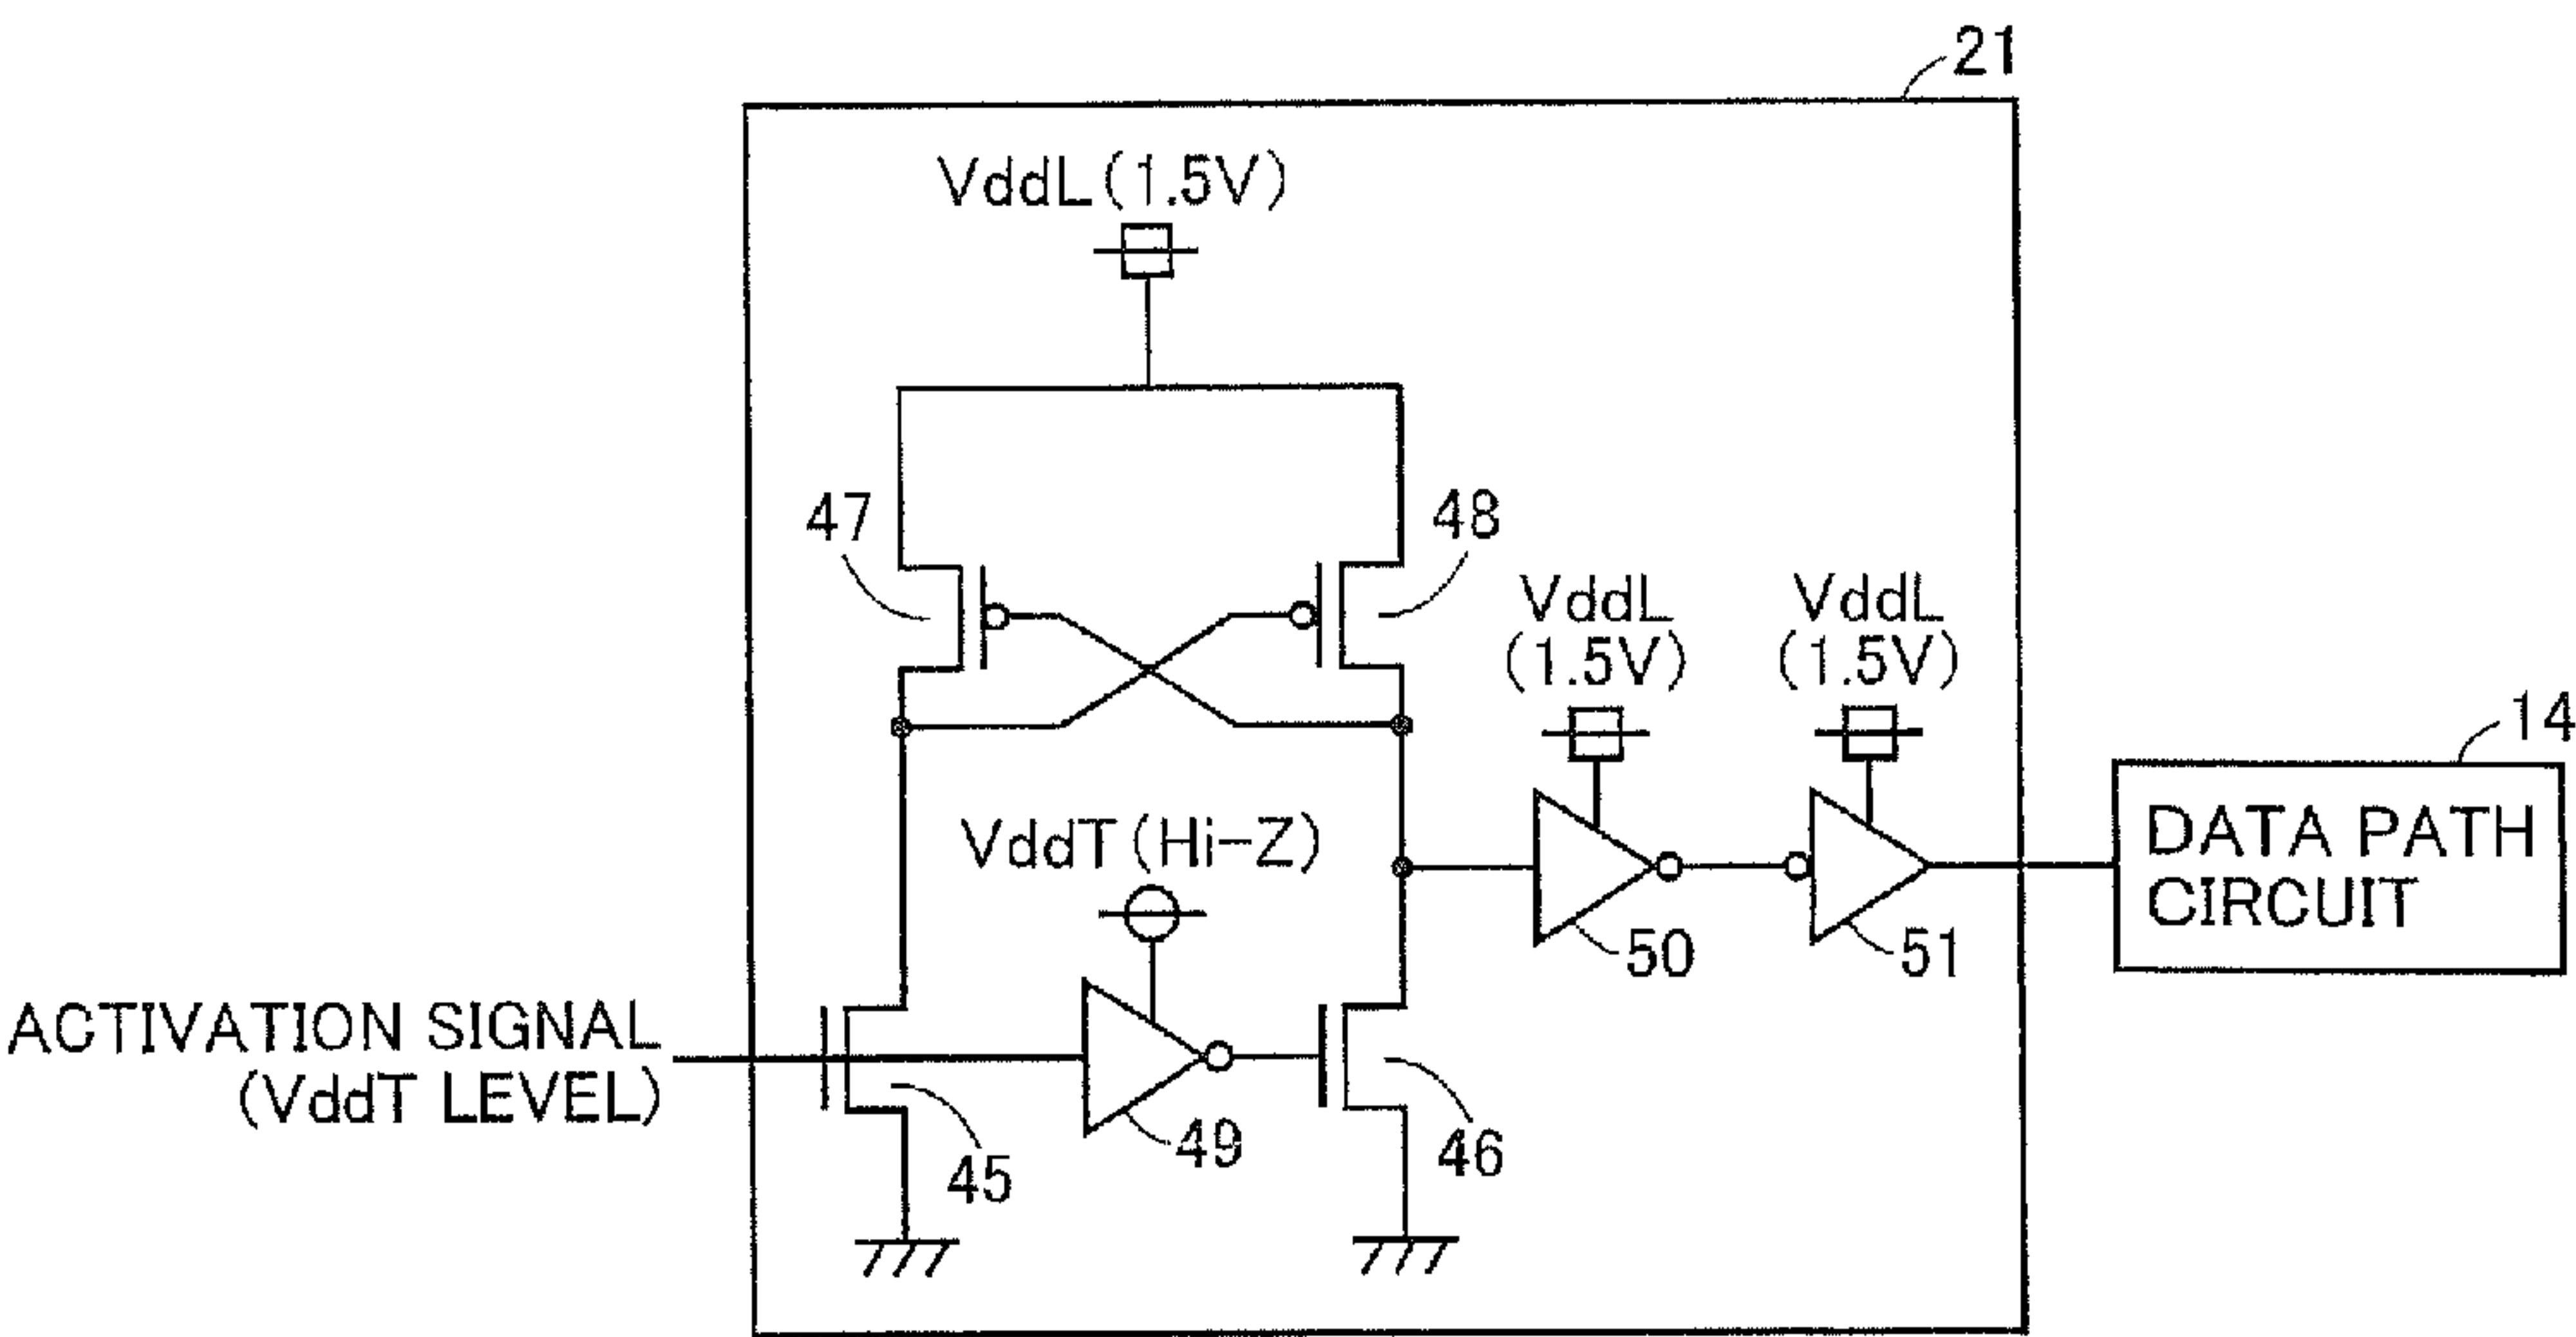 21
VddL(1.5V)
47
48
VddL
(1.5V)
VddL
(1.5V)
14
DATA PATH
CIRCUIT
VddT(Hi-Z)
50
51
ACTIVATION SIGNAL
(VddT LEVEL)
49
45
46